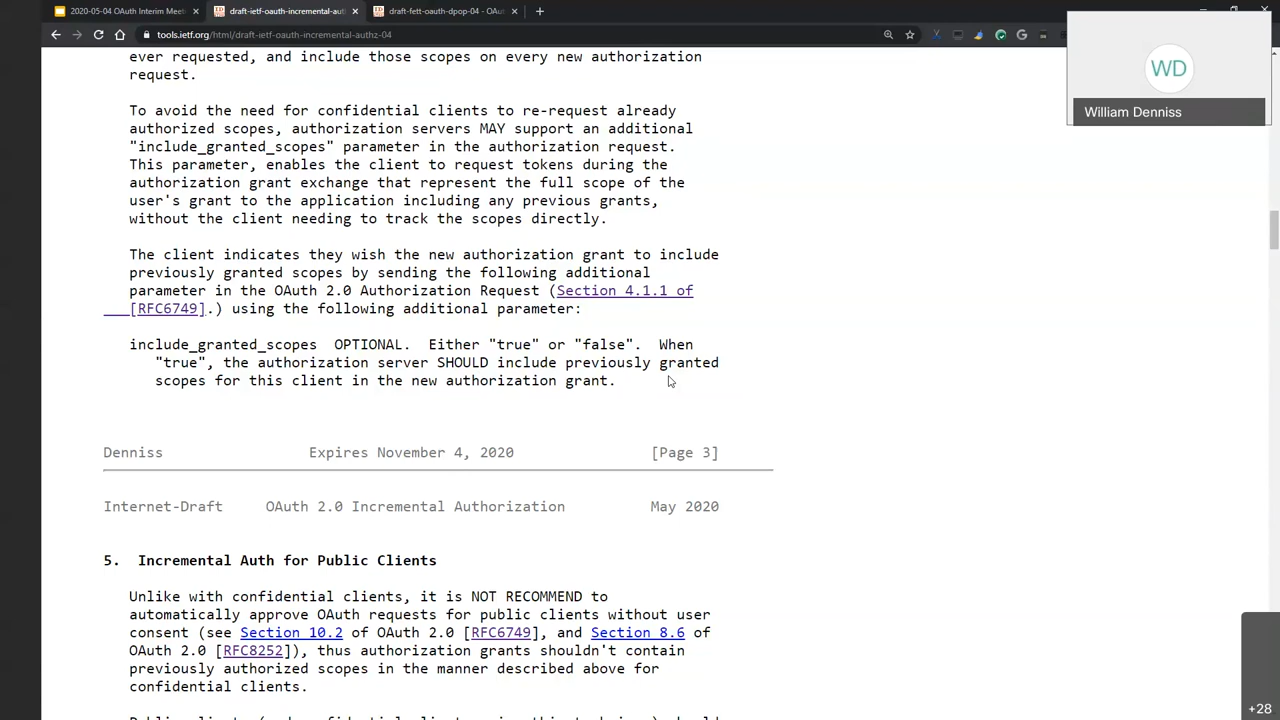 2020-05-04 OAuth Interim Meet
draft-ietf-oauth-incremental-aut
draft-fett-oauth-dpop-04 - OAu
tools.ietf.org/html/draft-ietf-oauth-incremental-authz-04
WD
William Denniss
ever requested, and include those scopes on every new authorization
request.
To avoid the need for confidential clients to re-request already
authorized scopes, authorization servers MAY support an additional
"include_granted_scopes" parameter in the authorization request.
This parameter, enables the client to request tokens during the
authorization grant exchange that represent the full scope of the
user's grant to the application including any previous grants,
without the client needing to track the scopes directly.
The client indicates they wish the new authorization grant to include
previously granted scopes by sending the following additional
parameter in the OAuth 2.0 Authorization Request (Section 4.1.1 of
[RFC6749].) using the following additional parameter:
include_granted_scopes OPTIONAL. Either "true" or "false". When
"true", the authorization server SHOULD include previously granted
scopes for this client in the new authorization grant.
Denniss Expires November 4, 2020 [Page 3]
Internet-Draft OAuth 2.0 Incremental Authorization May 2020
5. Incremental Auth for Public Clients
Unlike with confidential clients, it is NOT RECOMMEND to
automatically approve OAuth requests for public clients without user
consent (see Section 10.2 of OAuth 2.0 [RFC6749], and Section 8.6 of
OAuth 2.0 [RFC8252]), thus authorization grants shouldn't contain
previously authorized scopes in the manner described above for
confidential clients.
+28